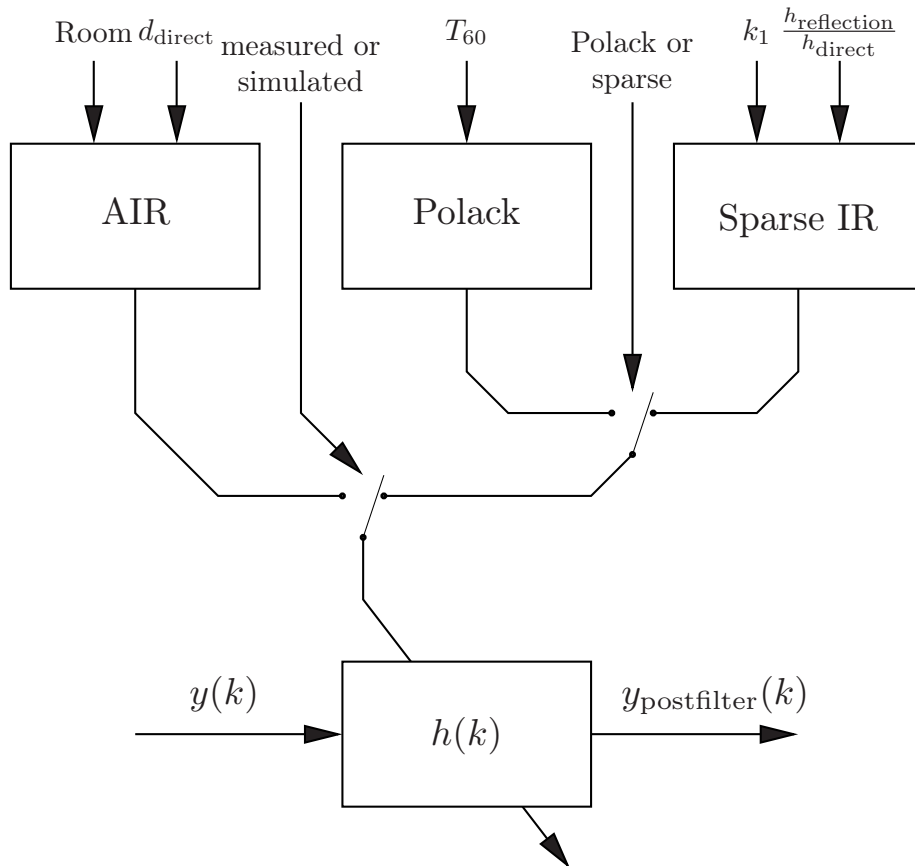 Room d_direct
measured or
simulated
T_60
Polack or
sparse
k_1 h_reflection/h_direct
AIR
Polack
Sparse IR
y(k)
h(k)
y_postfilter(k)